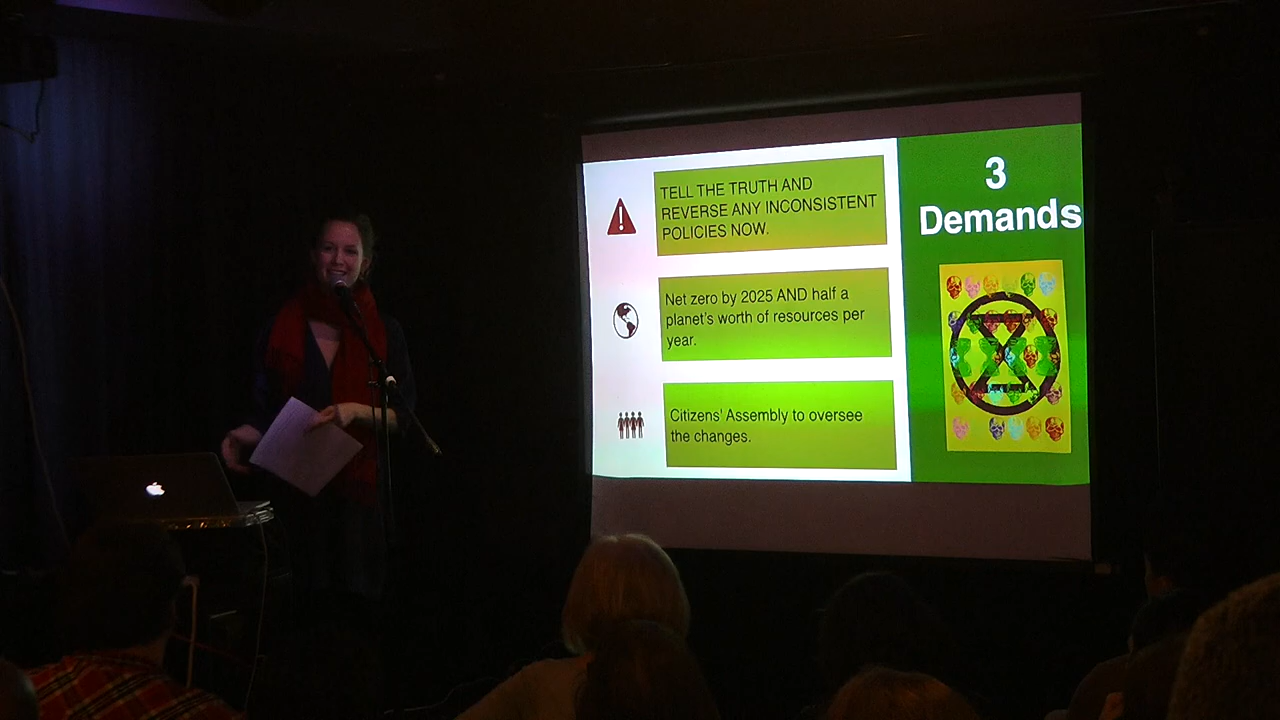 TELL THE TRUTH AND
REVERSE ANY INCONSISTENT
POLICIES NOW.
Net zero by 2025 AND half a
planet's worth of resources per
year.
Citizens' Assembly to oversee
the changes.
3
Demands